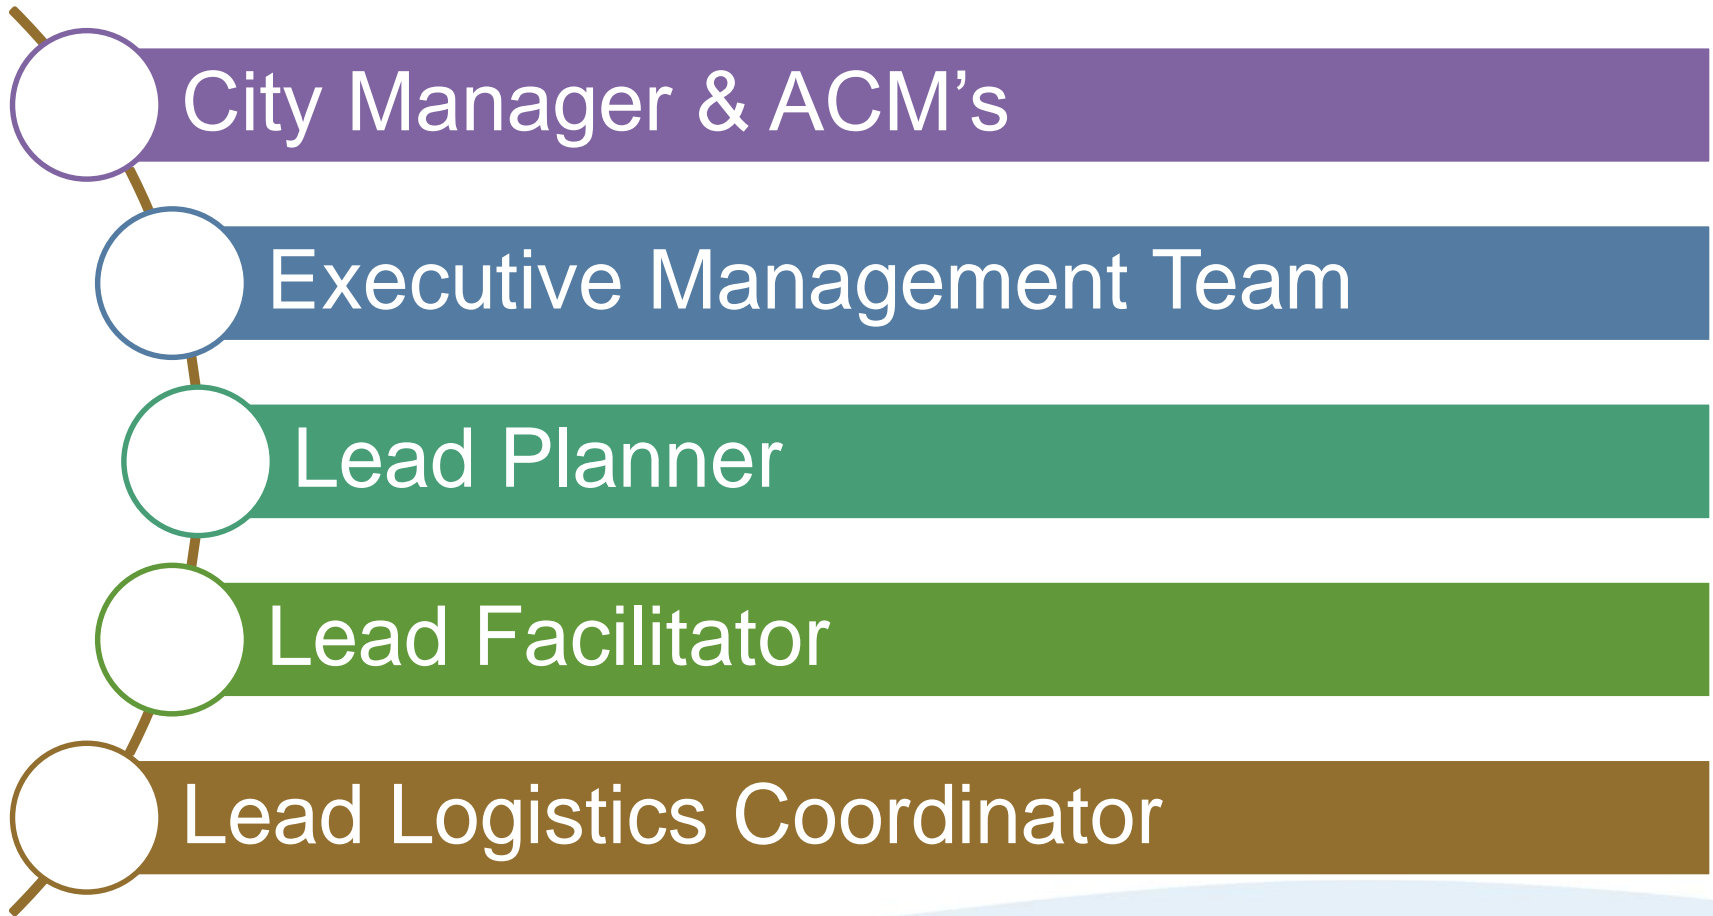 City Manager & ACM’s
Executive Management Team
Lead Planner
Lead Facilitator
Lead Logistics Coordinator